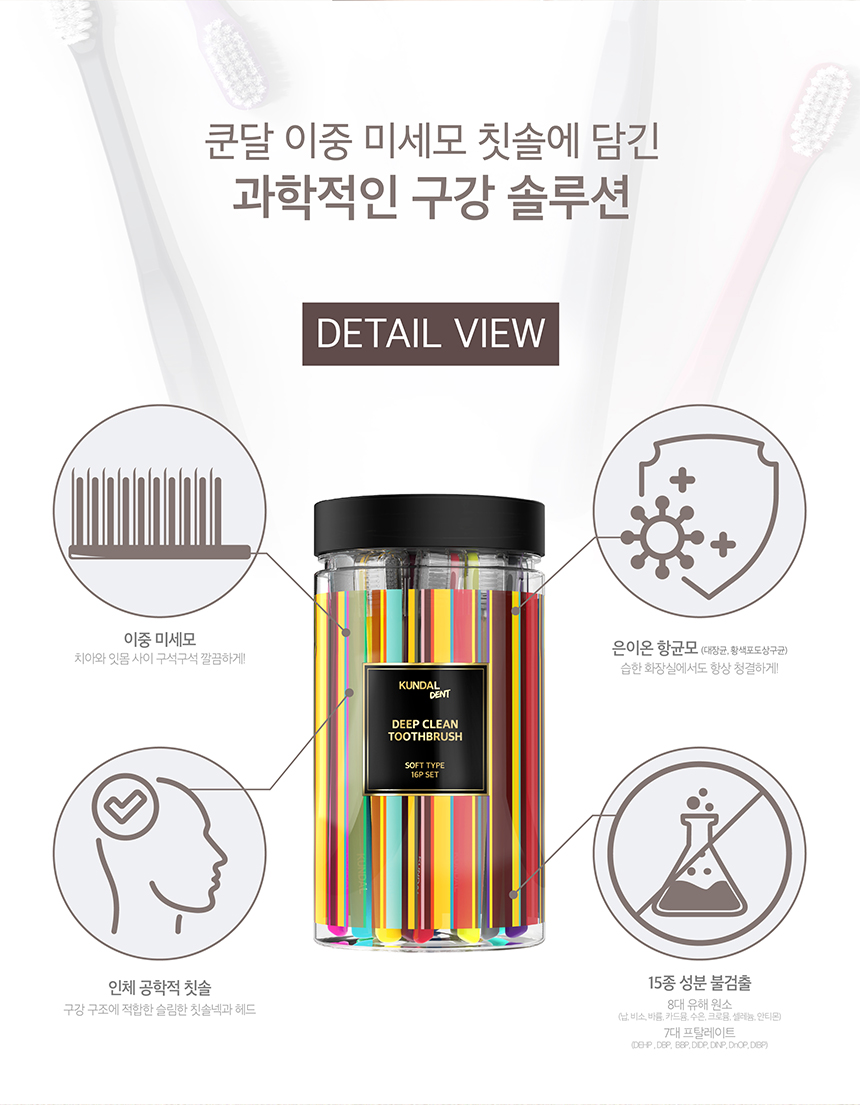 쿤달 이중 미세모 칫솔에 담긴
과학적인 구강 솔루션
DETAIL VIEW
이중 미세모
치아와 잇몸 사이 구석구석 깔끔하게!
은이온 항균모 (대장균, 황색포도상구균)
습한 화장실에서도 항상 청결하게!
KUNDAL
DENT
DEEP CLEAN
TOOTHBRUSH
SOFT TYPE
16P SET
인체 공학적 칫솔
구강 구조에 적합한 슬림한 칫솔넥과 헤드
15종 성분 불검출
8대 유해 원소
(납, 비소, 바륨, 카드뮴, 수은, 크로뮴, 셀레늄, 안티몬)
7대 프탈레이트
(DEHP , DBP, BBP, DIDP, DINP, DnOP, DIBP)